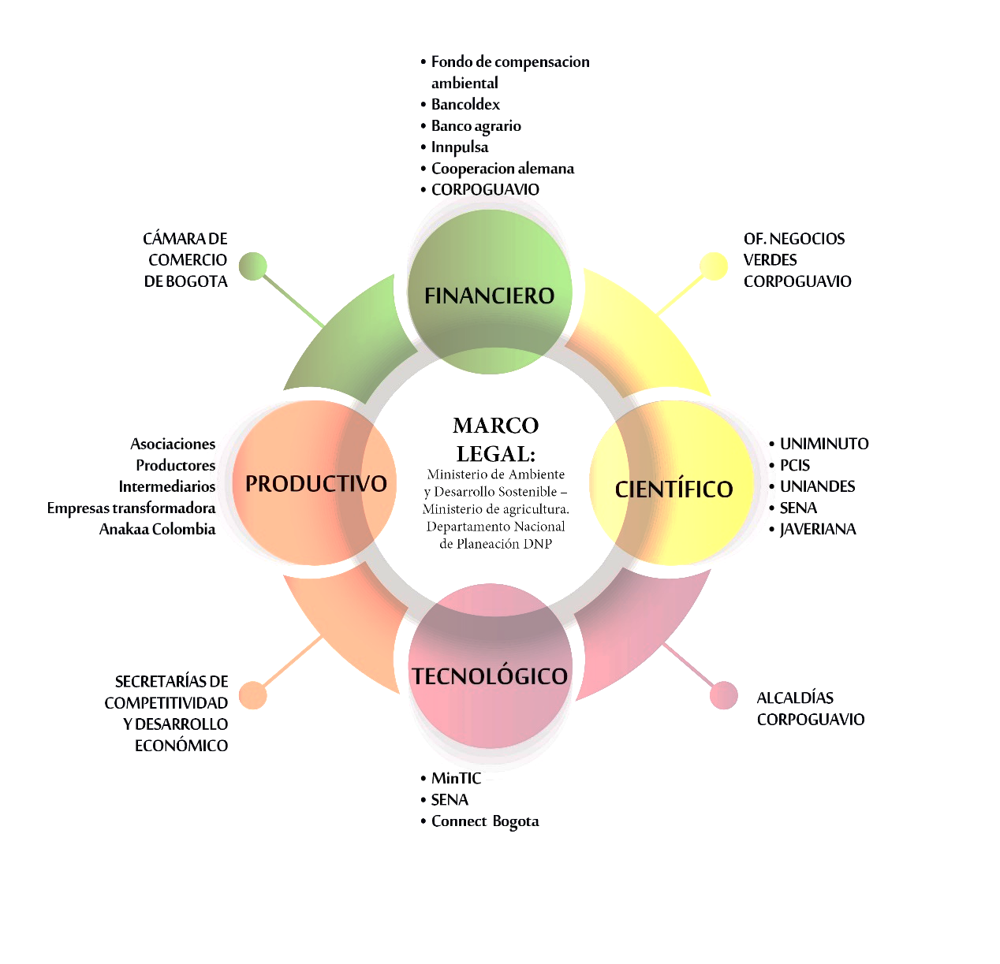 • Fondo de compensacion
ambiental
• Bancoldex
• Banco agrario
• Innpulsa
• Cooperacion alemana
• CORPOGUAVIO
CÁMARA DE
COMERCIO
DE BOGOTA
OF. NEGOCIOS
VERDES
CORPOGUAVIO
FINANCIERO
MARCO
LEGAL:
Ministerio de Ambiente
y Desarrollo Sostenible –
Ministerio de agricultura.
Departamento Nacional
de Planeación DNP
Asociaciones
Productores
Intermediarios
Empresas transformadora
Anakaa Colombia
PRODUCTIVO
CIENTÍFICO
• UNIMINUTO
• PCIS
• UNIANDES
• SENA
• JAVERIANA
TECNOLÓGICO
SECRETARÍAS DE
COMPETITIVIDAD
Y DESARROLLO
ECONÓMICO
ALCALDÍAS
CORPOGUAVIO
• MinTIC
• SENA
• Connect Bogota